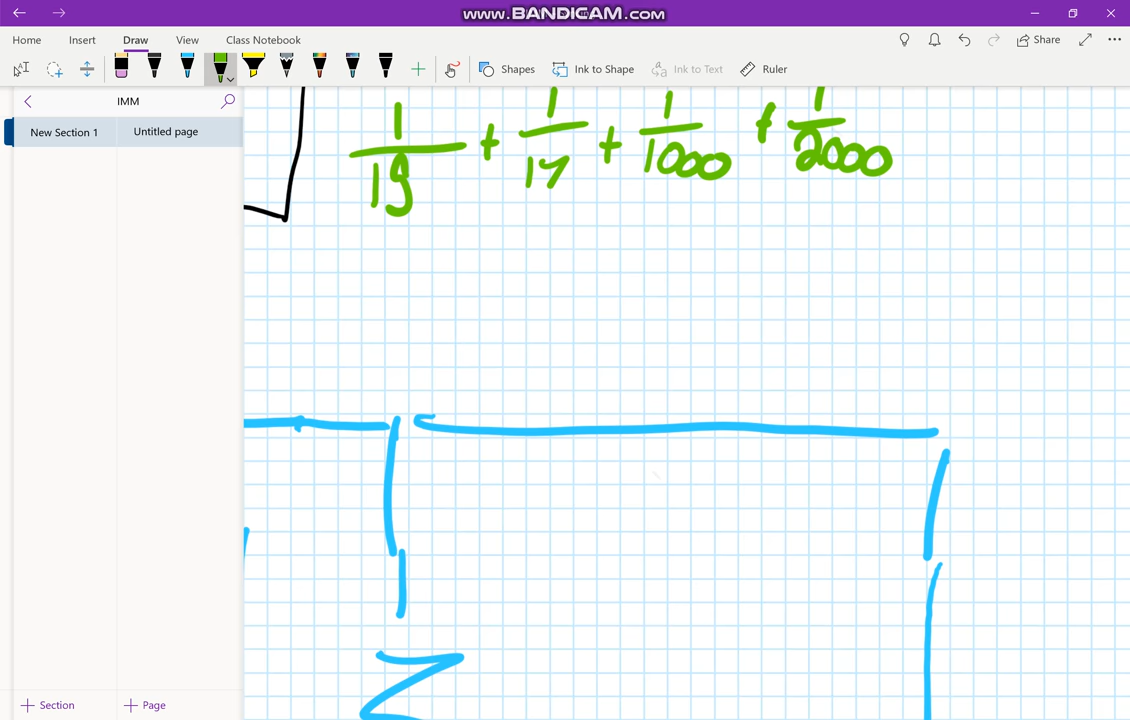 www.BANDICAM.com
Home Insert Draw View Class Notebook Share
Shapes Ink to Shape Ink to Text Ruler
IMM
New Section 1 Untitled page
1/19 + 1/17 + 1/1000 + 1/2000
Section Page